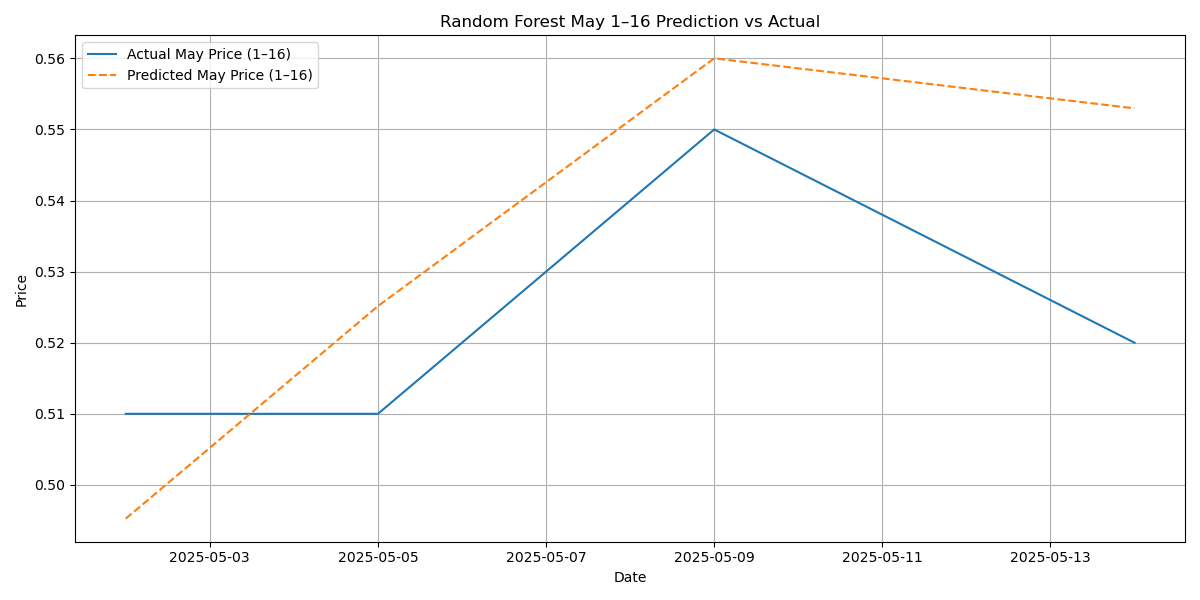 Random Forest May 1–16 Prediction vs Actual
Actual May Price (1–16)
Predicted May Price (1–16)
Price
0.56
0.55
0.54
0.53
0.52
0.51
0.50
2025-05-03 2025-05-05 2025-05-07 2025-05-09 2025-05-11 2025-05-13
Date